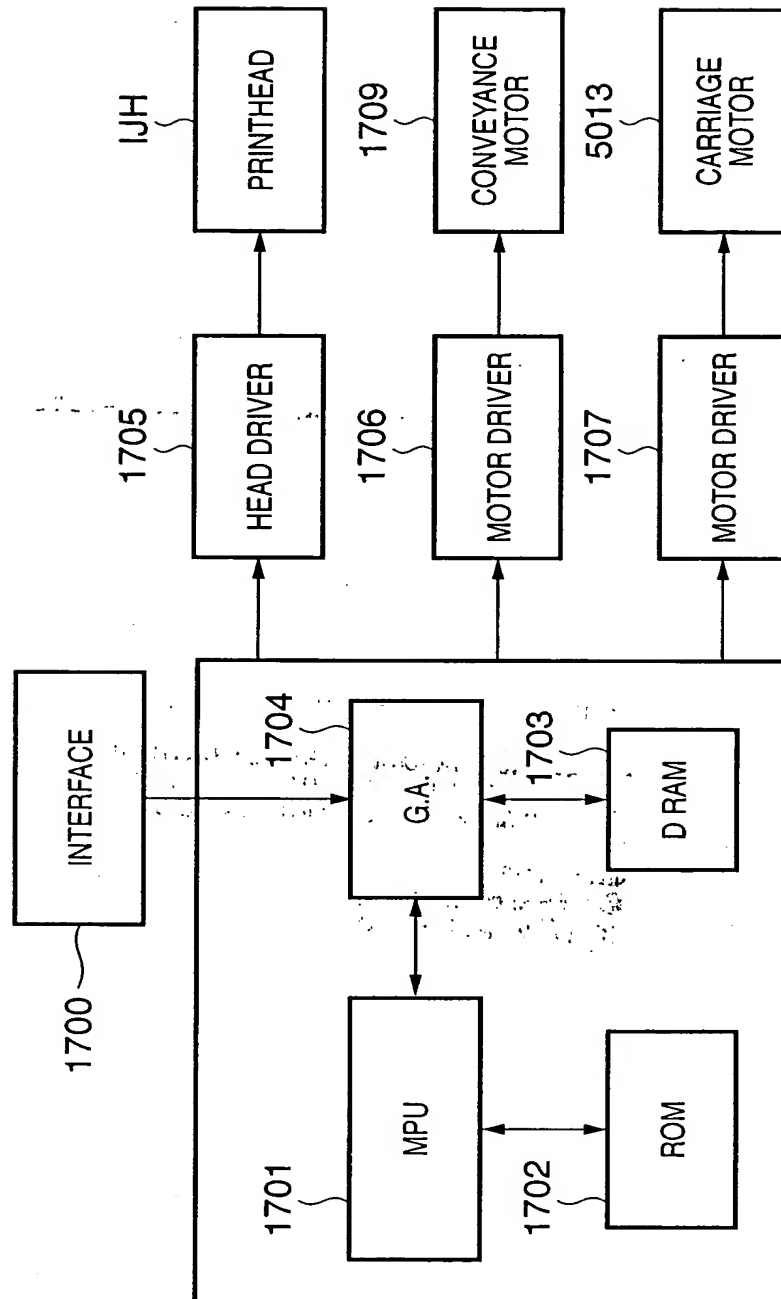 1700
INTERFACE
1701
MPU
1704
G.A.
1702
ROM
1703
D RAM
1705
HEAD DRIVER
IJH
PRINTHEAD
1706
MOTOR DRIVER
1709
CONVEYANCE
MOTOR
1707
MOTOR DRIVER
5013
CARRIAGE
MOTOR